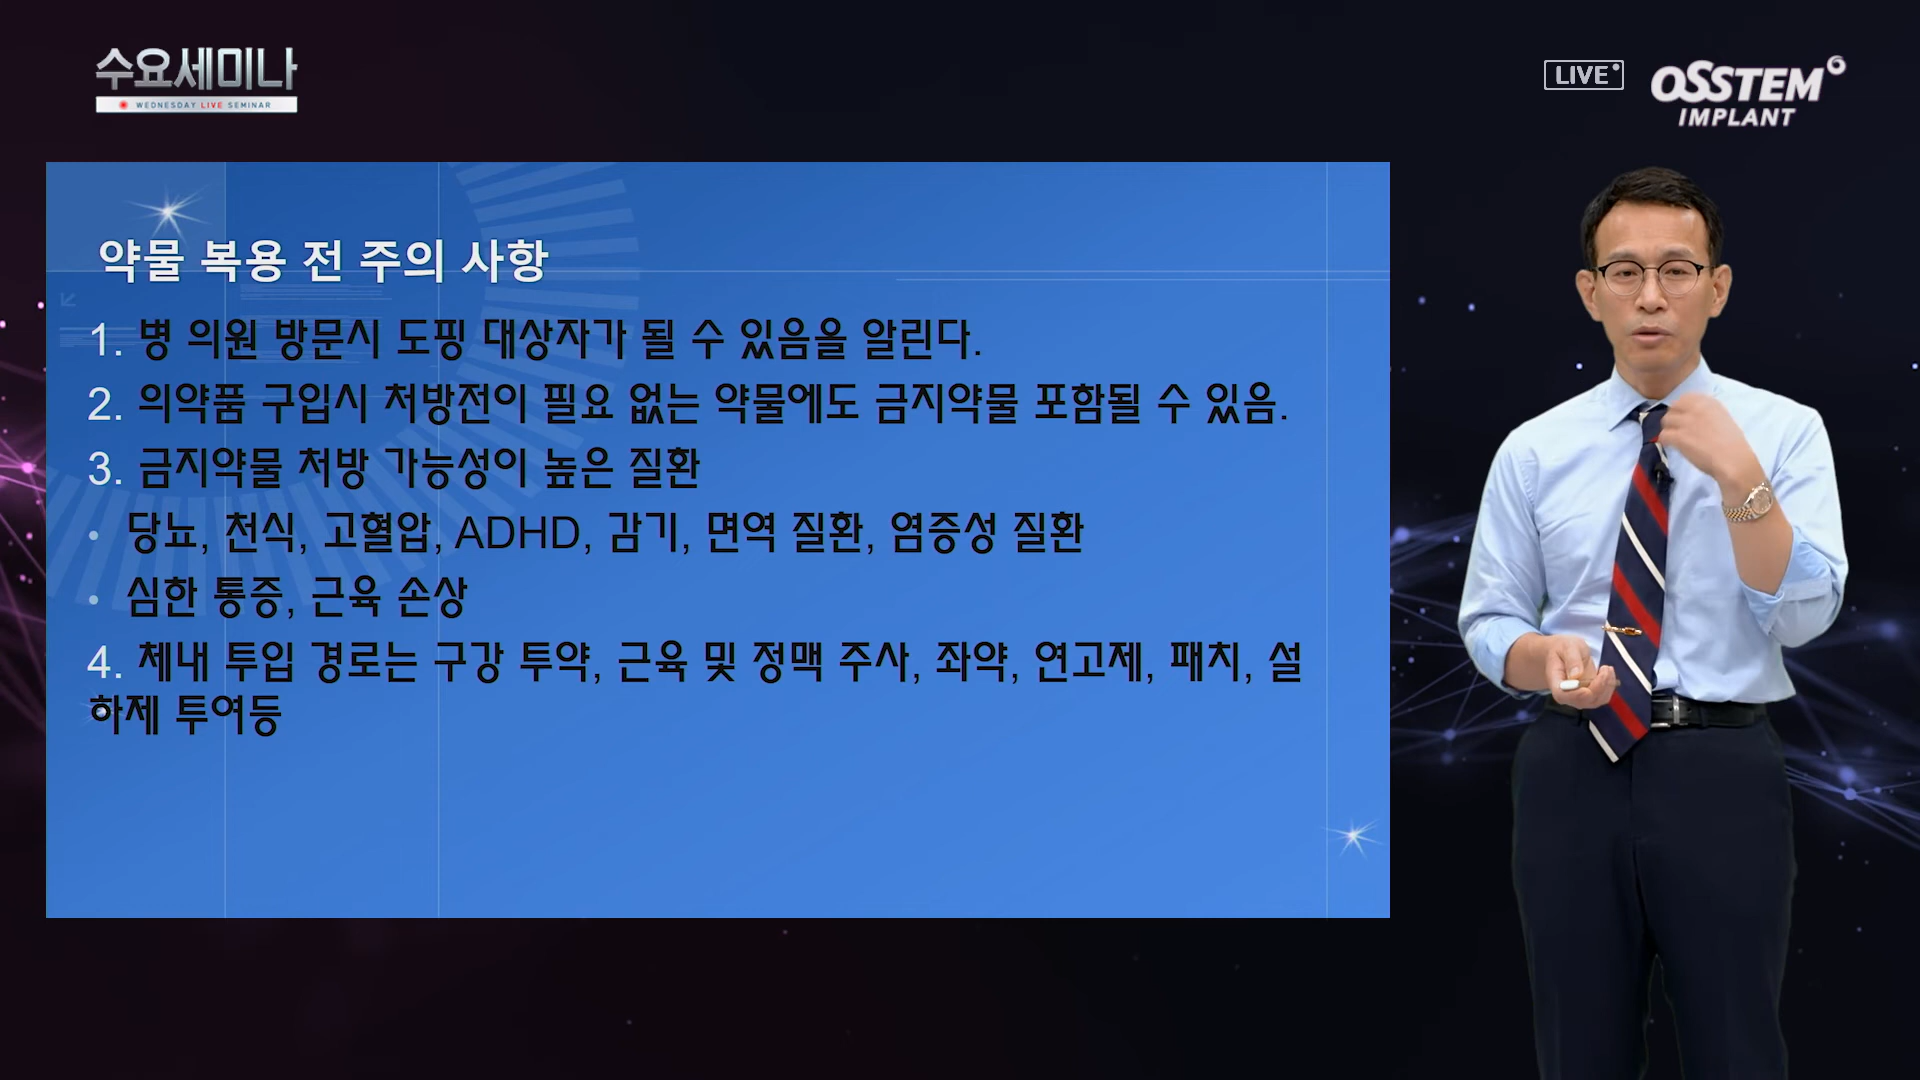 수요세미나
WEDNESDAY LIVE SEMINAR
LIVE
OSSTEM
IMPLANT
약물 복용 전 주의 사항
1. 병 의원 방문시 도핑 대상자가 될 수 있음을 알린다.
2. 의약품 구입시 처방전이 필요 없는 약물에도 금지약물 포함될 수 있음.
3. 금지약물 처방 가능성이 높은 질환
• 당뇨, 천식, 고혈압, ADHD, 감기, 면역 질환, 염증성 질환
• 심한 통증, 근육 손상
4. 체내 투입 경로는 구강 투약, 근육 및 정맥 주사, 좌약, 연고제, 패치, 설
하제 투여등